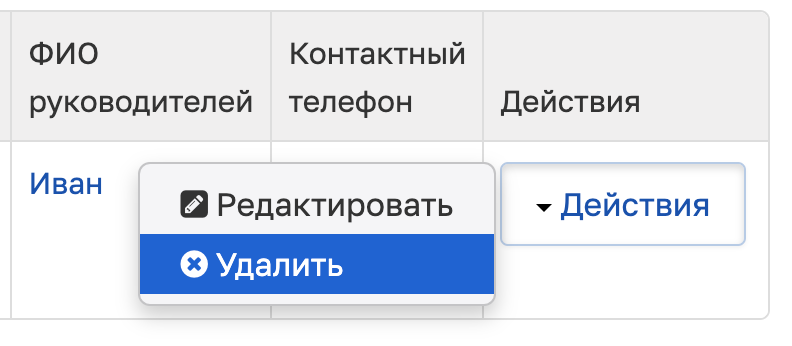 ФИО
руководителей
Контактный
телефон
Действия
Иван
Редактировать
Удалить
Действия